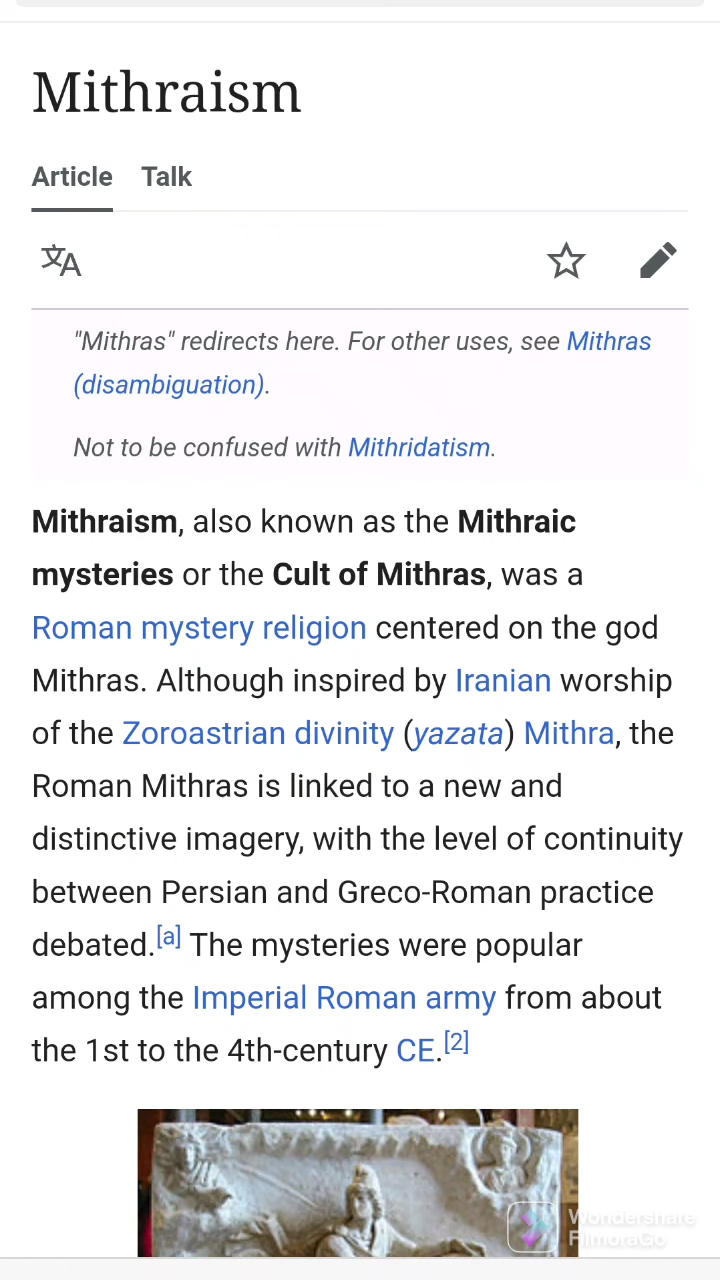 Mithraism
Article Talk
文A
"Mithras" redirects here. For other uses, see Mithras
(disambiguation).
Not to be confused with Mithridatism.
Mithraism, also known as the Mithraic
mysteries or the Cult of Mithras, was a
Roman mystery religion centered on the god
Mithras. Although inspired by Iranian worship
of the Zoroastrian divinity (yazata) Mithra, the
Roman Mithras is linked to a new and
distinctive imagery, with the level of continuity
between Persian and Greco-Roman practice
debated.[a] The mysteries were popular
among the Imperial Roman army from about
the 1st to the 4th-century CE.[2]
Wondershare
FilmoraGo